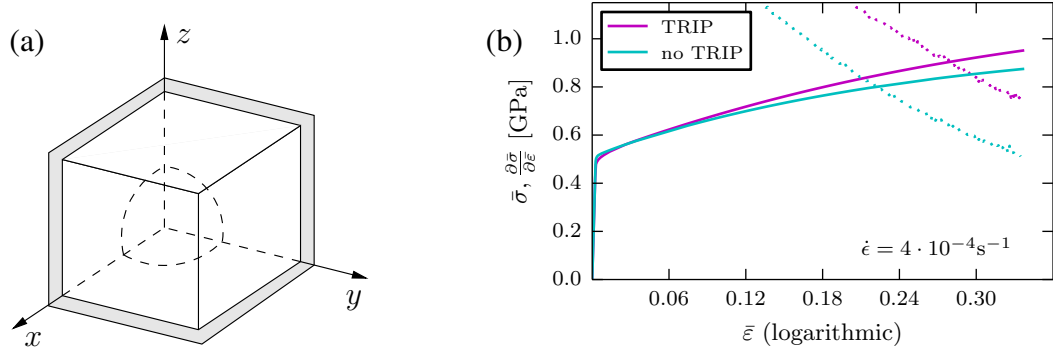 (a)
z
y
x
(b)
TRIP
no TRIP
σ̄, ∂σ̄/∂ε̄ [GPa]
1.0
0.8
0.6
0.4
0.2
0.0
ϵ̇ = 4 · 10⁻⁴s⁻¹
0.06 0.12 0.18 0.24 0.30
ε̄ (logarithmic)